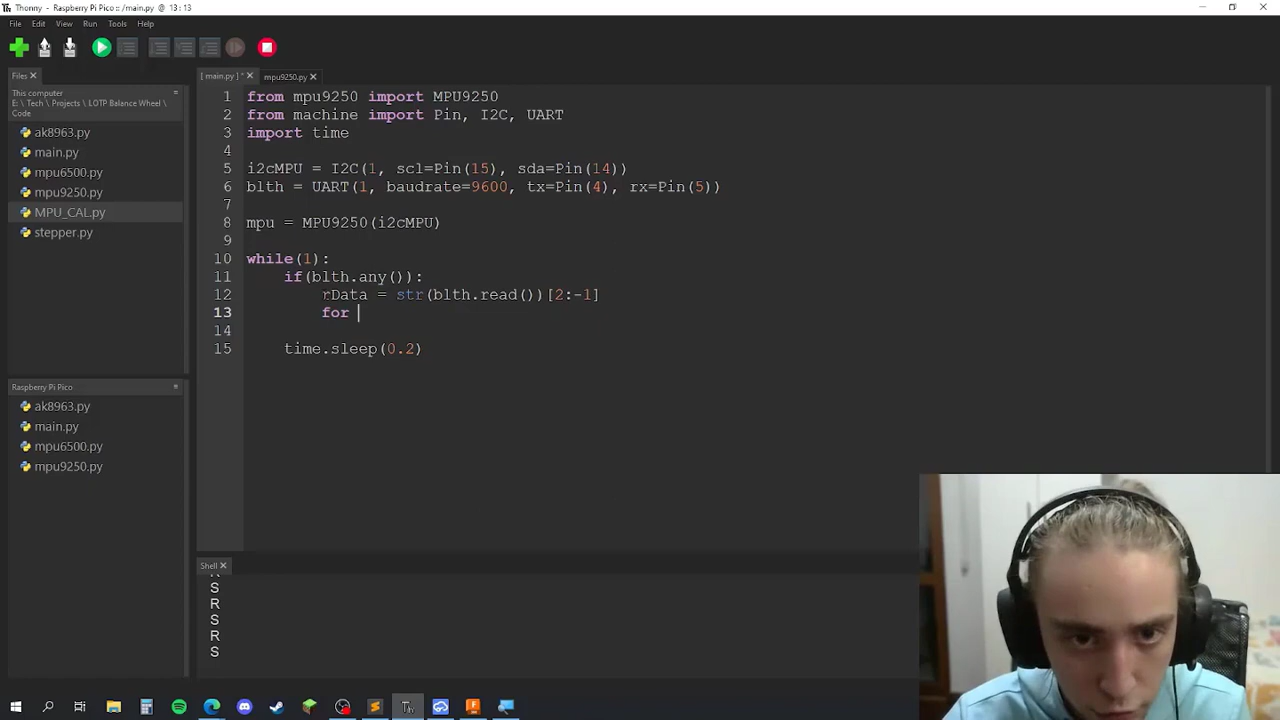 Thonny - Raspberry Pi Pico :: /main.py @ 13 : 13
File Edit View Run Tools Help
Files
This computer
E: \ Tech \ Projects \ LOTP Balance Wheel \
Code
ak8963.py
main.py
mpu6500.py
mpu9250.py
MPU_CAL.py
stepper.py
Raspberry Pi Pico
ak8963.py
main.py
mpu6500.py
mpu9250.py
[ main.py ] * mpu9250.py
1 from mpu9250 import MPU9250
2 from machine import Pin, I2C, UART
3 import time
4
5 i2cMPU = I2C(1, scl=Pin(15), sda=Pin(14))
6 blth = UART(1, baudrate=9600, tx=Pin(4), rx=Pin(5))
7
8 mpu = MPU9250(i2cMPU)
9
10 while(1):
11 if(blth.any()):
12 rData = str(blth.read())[2:-1]
13 for
14
15 time.sleep(0.2)
Shell
S
R
S
R
S